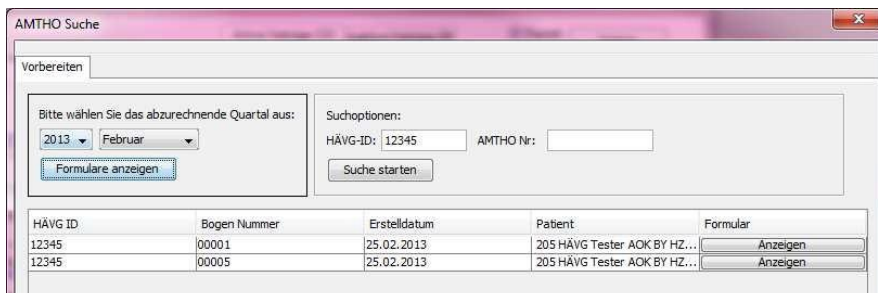 AMTHO Suche
Vorbereiten
Bitte wählen Sie das abzurechnende Quartal aus:
2013 Februar
Formulare anzeigen
Suchoptionen:
HÄVG-ID: 12345 AMTHO Nr:
Suche starten
HÄVG ID Bogen Nummer Erstelldatum Patient Formular
12345 00001 25.02.2013 205 HÄVG Tester AOK BY HZ... Anzeigen
12345 00005 25.02.2013 205 HÄVG Tester AOK BY HZ... Anzeigen